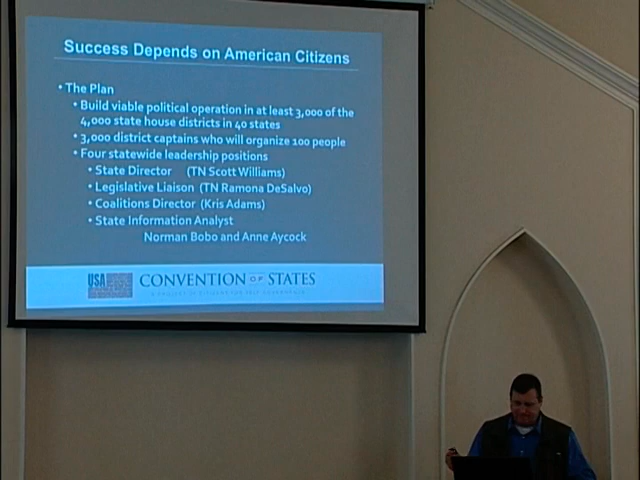 Success Depends on American Citizens
• The Plan
• Build viable political operation in at least 3,000 of the
4,000 state house districts in 40 states
• 3,000 district captains who will organize 100 people
• Four statewide leadership positions
• State Director (TN Scott Williams)
• Legislative Liaison (TN Ramona DeSalvo)
• Coalitions Director (Kris Adams)
• State Information Analyst
Norman Bobo and Anne Aycock
USA CONVENTION OF STATES